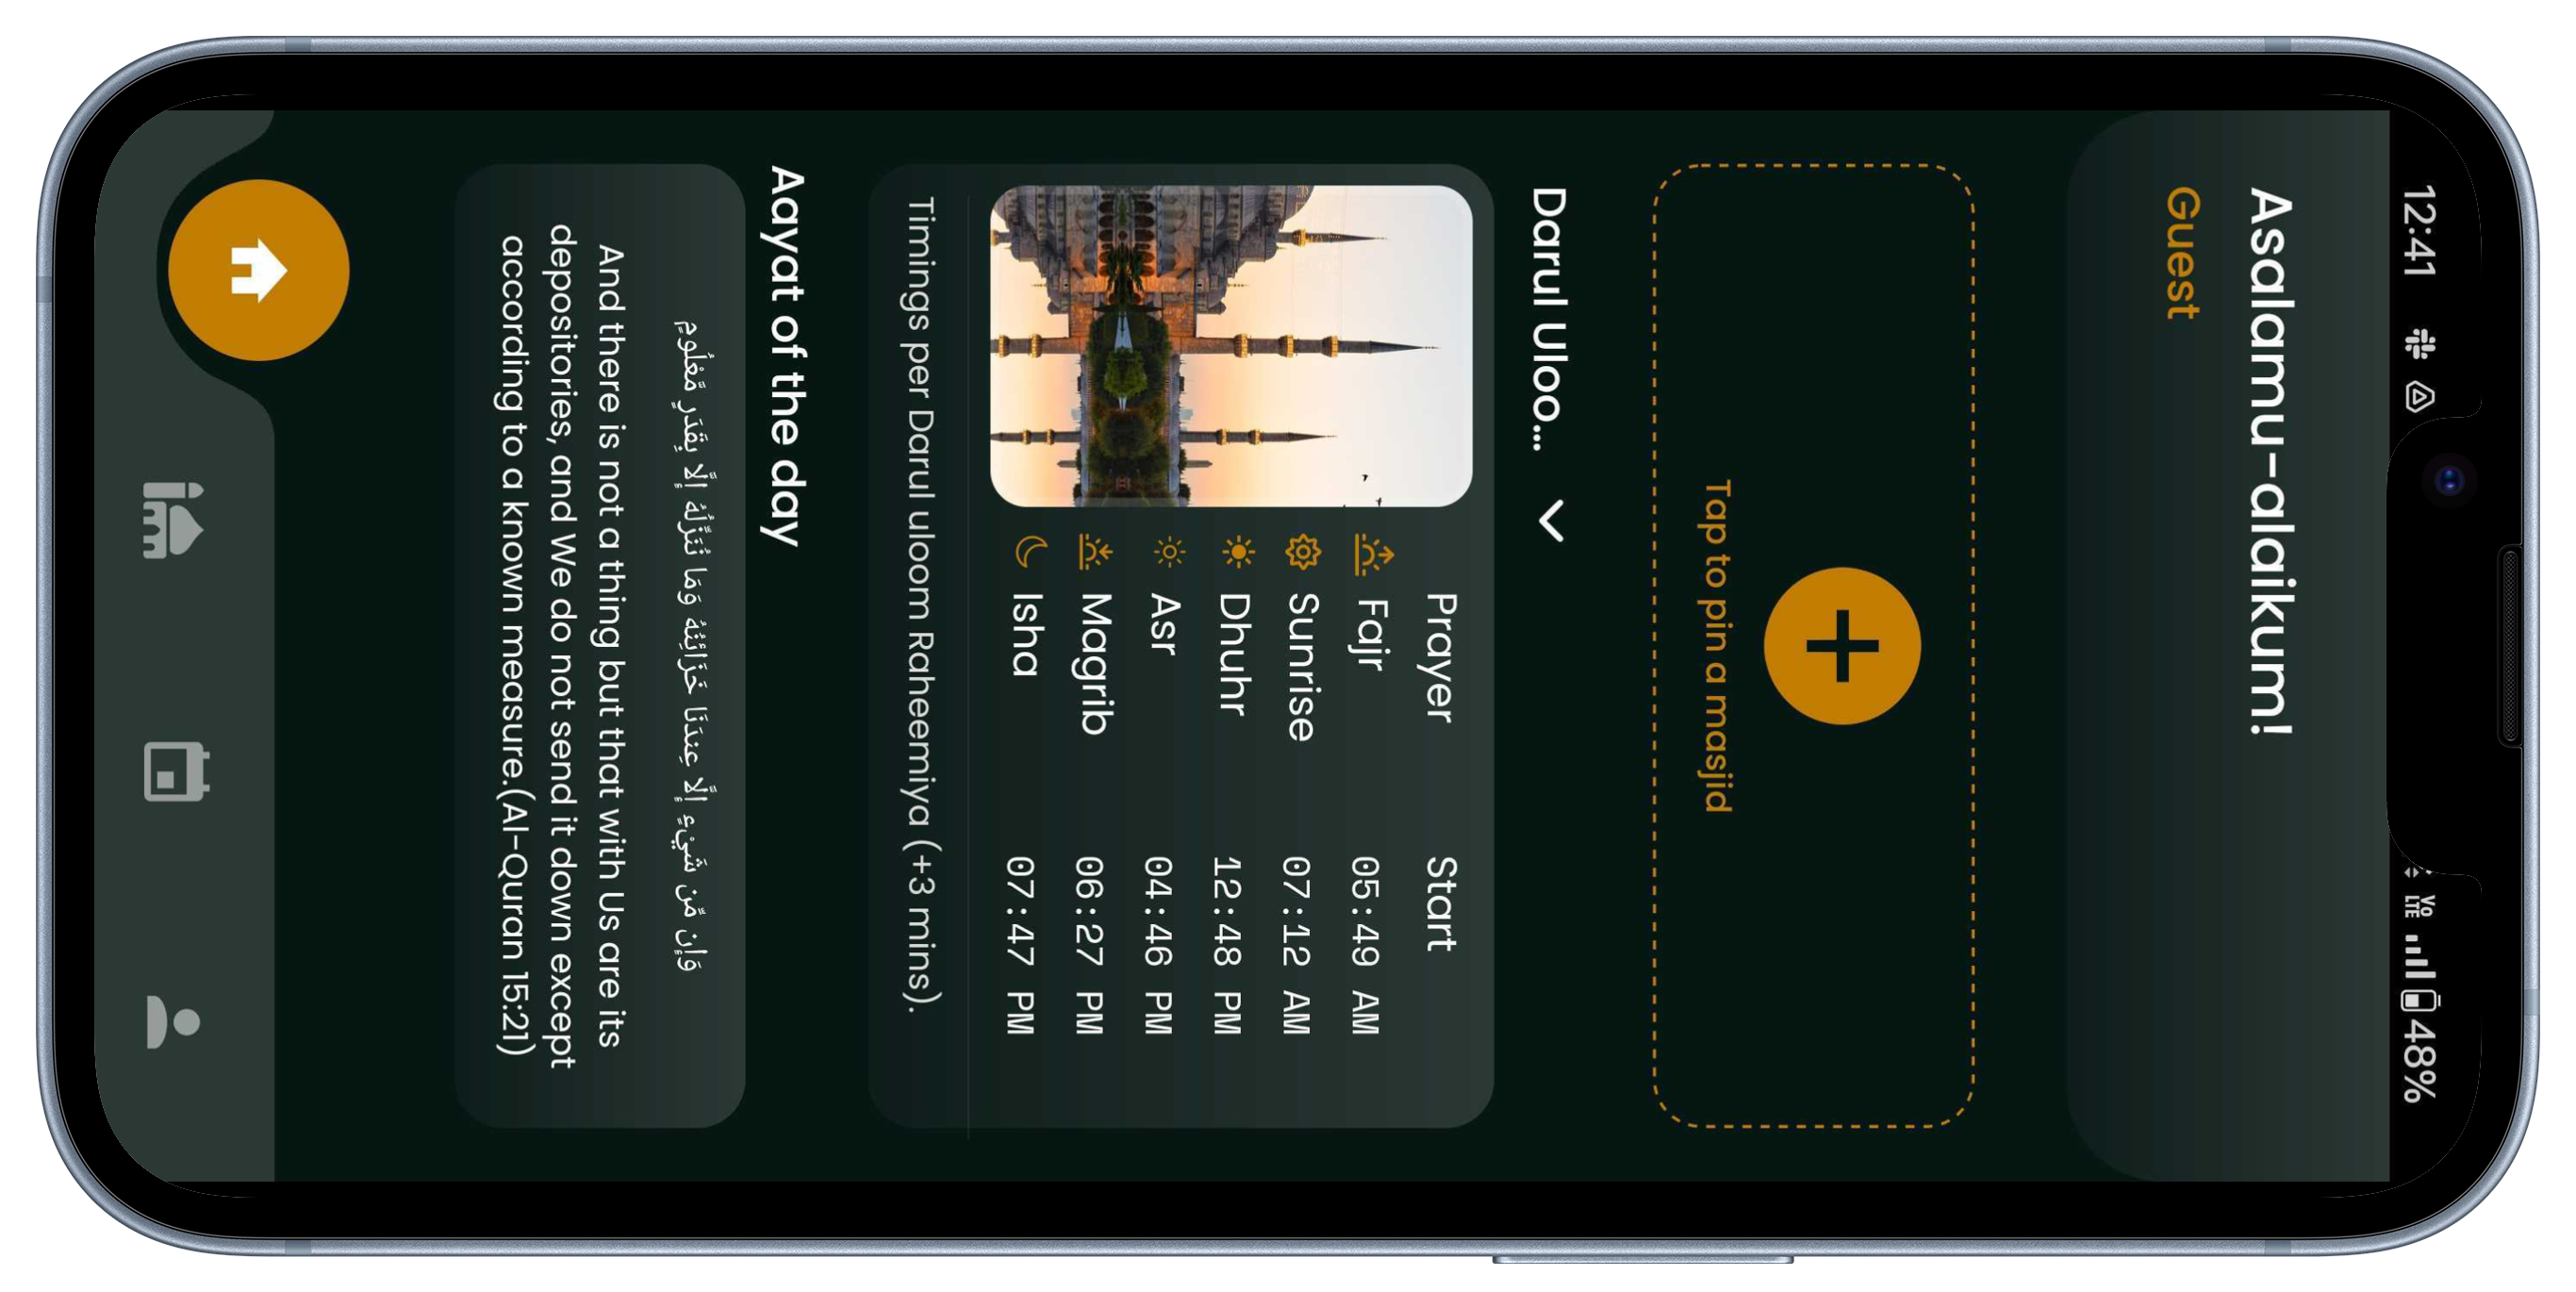 12:41
Vo LTE
48%
Asalamu-alaikum!
Guest
Tap to pin a masjid
Darul Uloo...
Prayer Start
Fajr 05:49 AM
Sunrise 07:12 AM
Dhuhr 12:48 PM
Asr 04:46 PM
Magrib 06:27 PM
Isha 07:47 PM
Timings per Darul uloom Raheemiya (+3 mins).
Aayat of the day
وَإِن مِّن شَيْءٍ إِلَّا عِندَنَا خَزَائِنُهُ وَمَا نُنَزِّلُهُ إِلَّا بِقَدَرٍ مَّعْلُومٍ
And there is not a thing but that with Us are its
depositories, and We do not send it down except
according to a known measure.(Al-Quran 15:21)